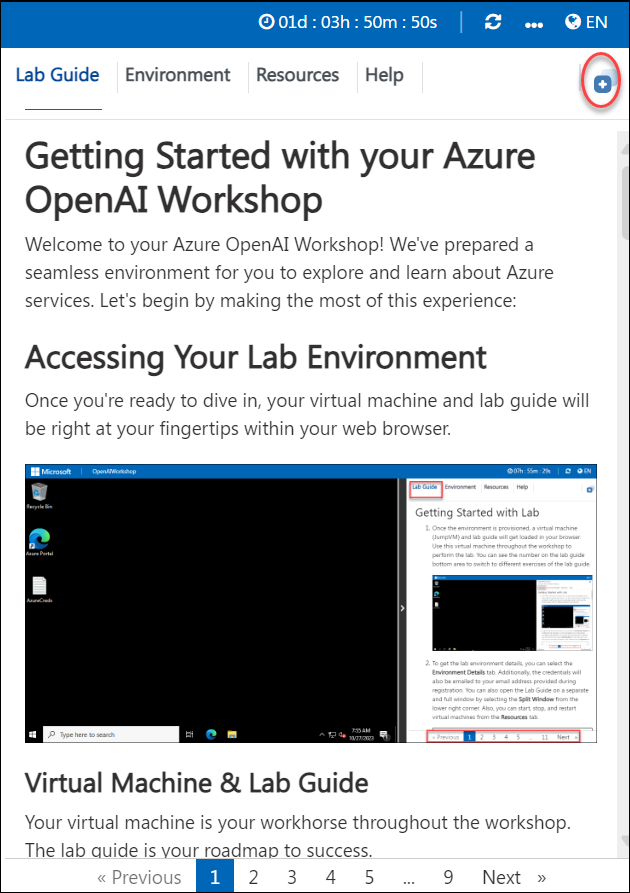 01d : 03h : 50m : 50s EN
Lab Guide Environment Resources Help
Getting Started with your Azure
OpenAI Workshop
Welcome to your Azure OpenAI Workshop! We've prepared a
seamless environment for you to explore and learn about Azure
services. Let's begin by making the most of this experience:
Accessing Your Lab Environment
Once you're ready to dive in, your virtual machine and lab guide will
be right at your fingertips within your web browser.
Microsoft OpenAIWorkshop 07h : 55m : 29s EN
Lab Guide Environment Resources Help
Recycle Bin
Azure Portal
AzureCreds
Getting Started with Lab
1. Once the environment is provisioned, a virtual machine
(JumpVM) and lab guide will get loaded in your browser.
Use this virtual machine throughout the workshop to
perform the lab. You can see the number on the lab guide
bottom area to switch to different exercises of the lab guide.
2. To get the lab environment details, you can select the
Environment Details tab. Additionally, the credentials will
also be emailed to your email address provided during
registration. You can also open the Lab Guide on a separate
and full window by selecting the Split Window from the
lower right corner. Also, you can start, stop, and restart
virtual machines from the Resources tab.
Type here to search
7:55 AM
10/27/2023
« Previous 1 2 3 4 5 ... 11 Next »
Virtual Machine & Lab Guide
Your virtual machine is your workhorse throughout the workshop.
The lab guide is your roadmap to success.
« Previous 1 2 3 4 5 ... 9 Next »